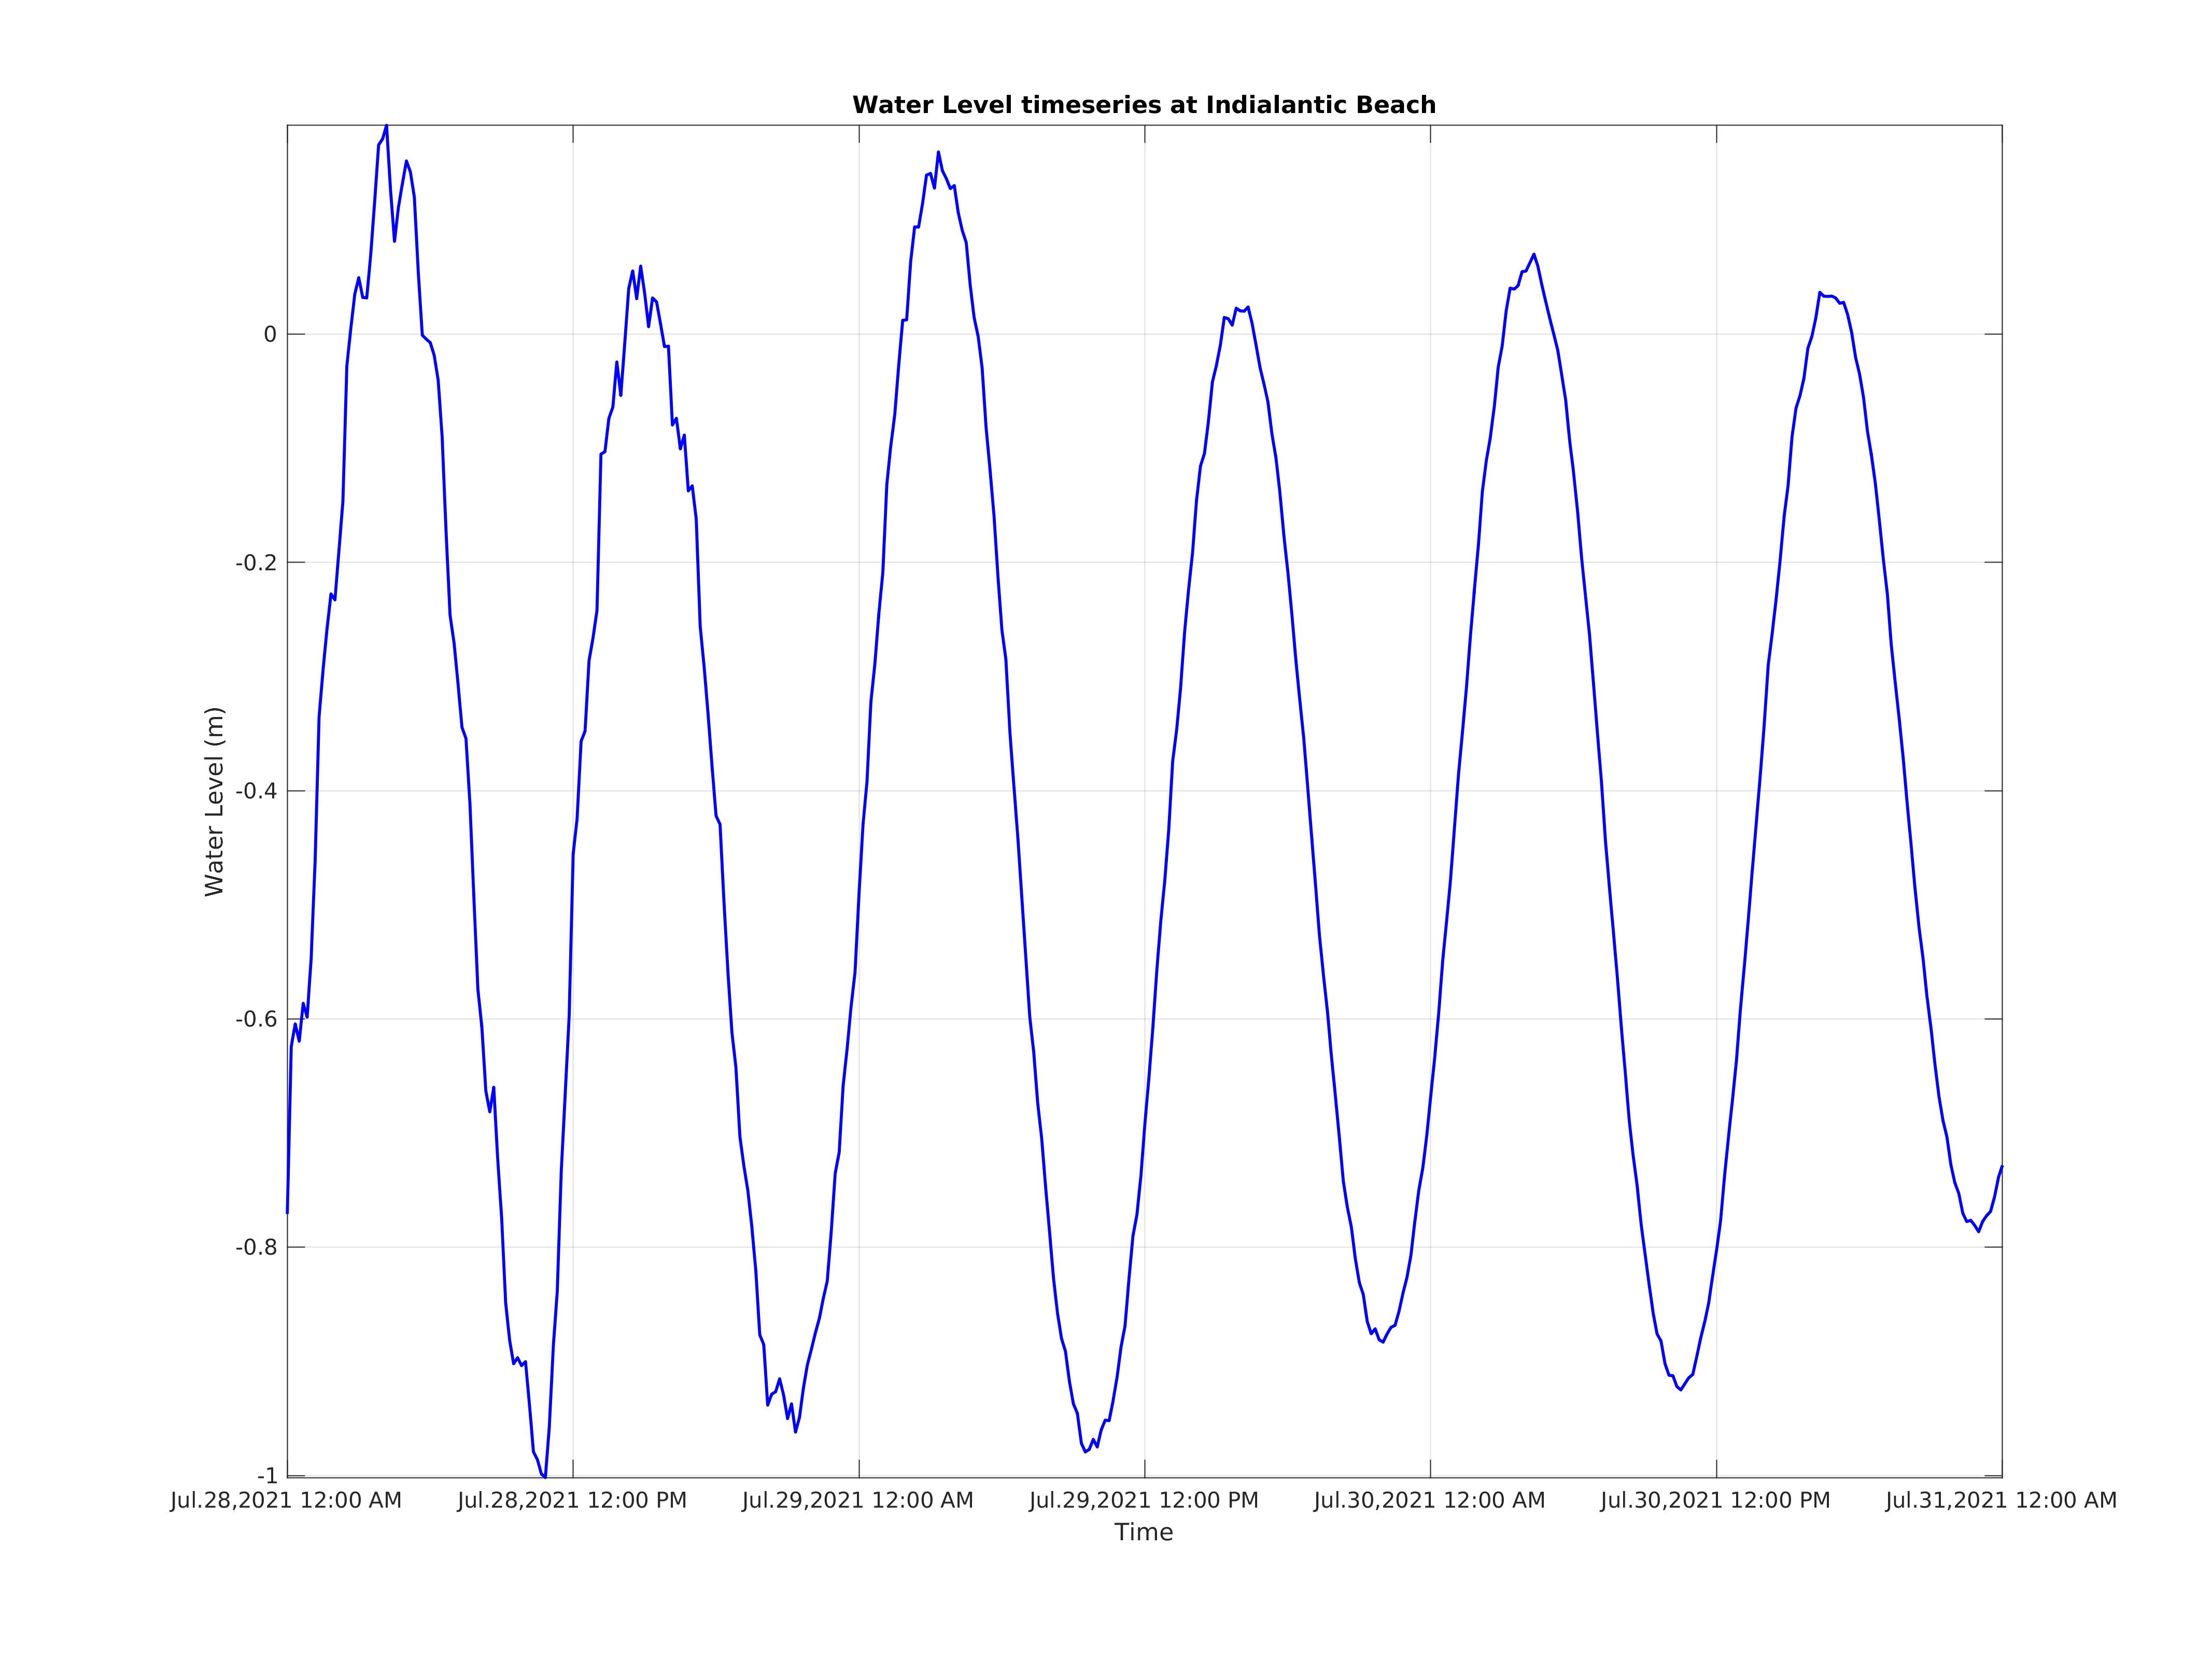 Water Level timeseries at Indialantic Beach
0
-0.2
-0.4
-0.6
-0.8
-1
Water Level (m)
Jul.28,2021 12:00 AM
Jul.28,2021 12:00 PM
Jul.29,2021 12:00 AM
Jul.29,2021 12:00 PM
Jul.30,2021 12:00 AM
Jul.30,2021 12:00 PM
Jul.31,2021 12:00 AM
Time